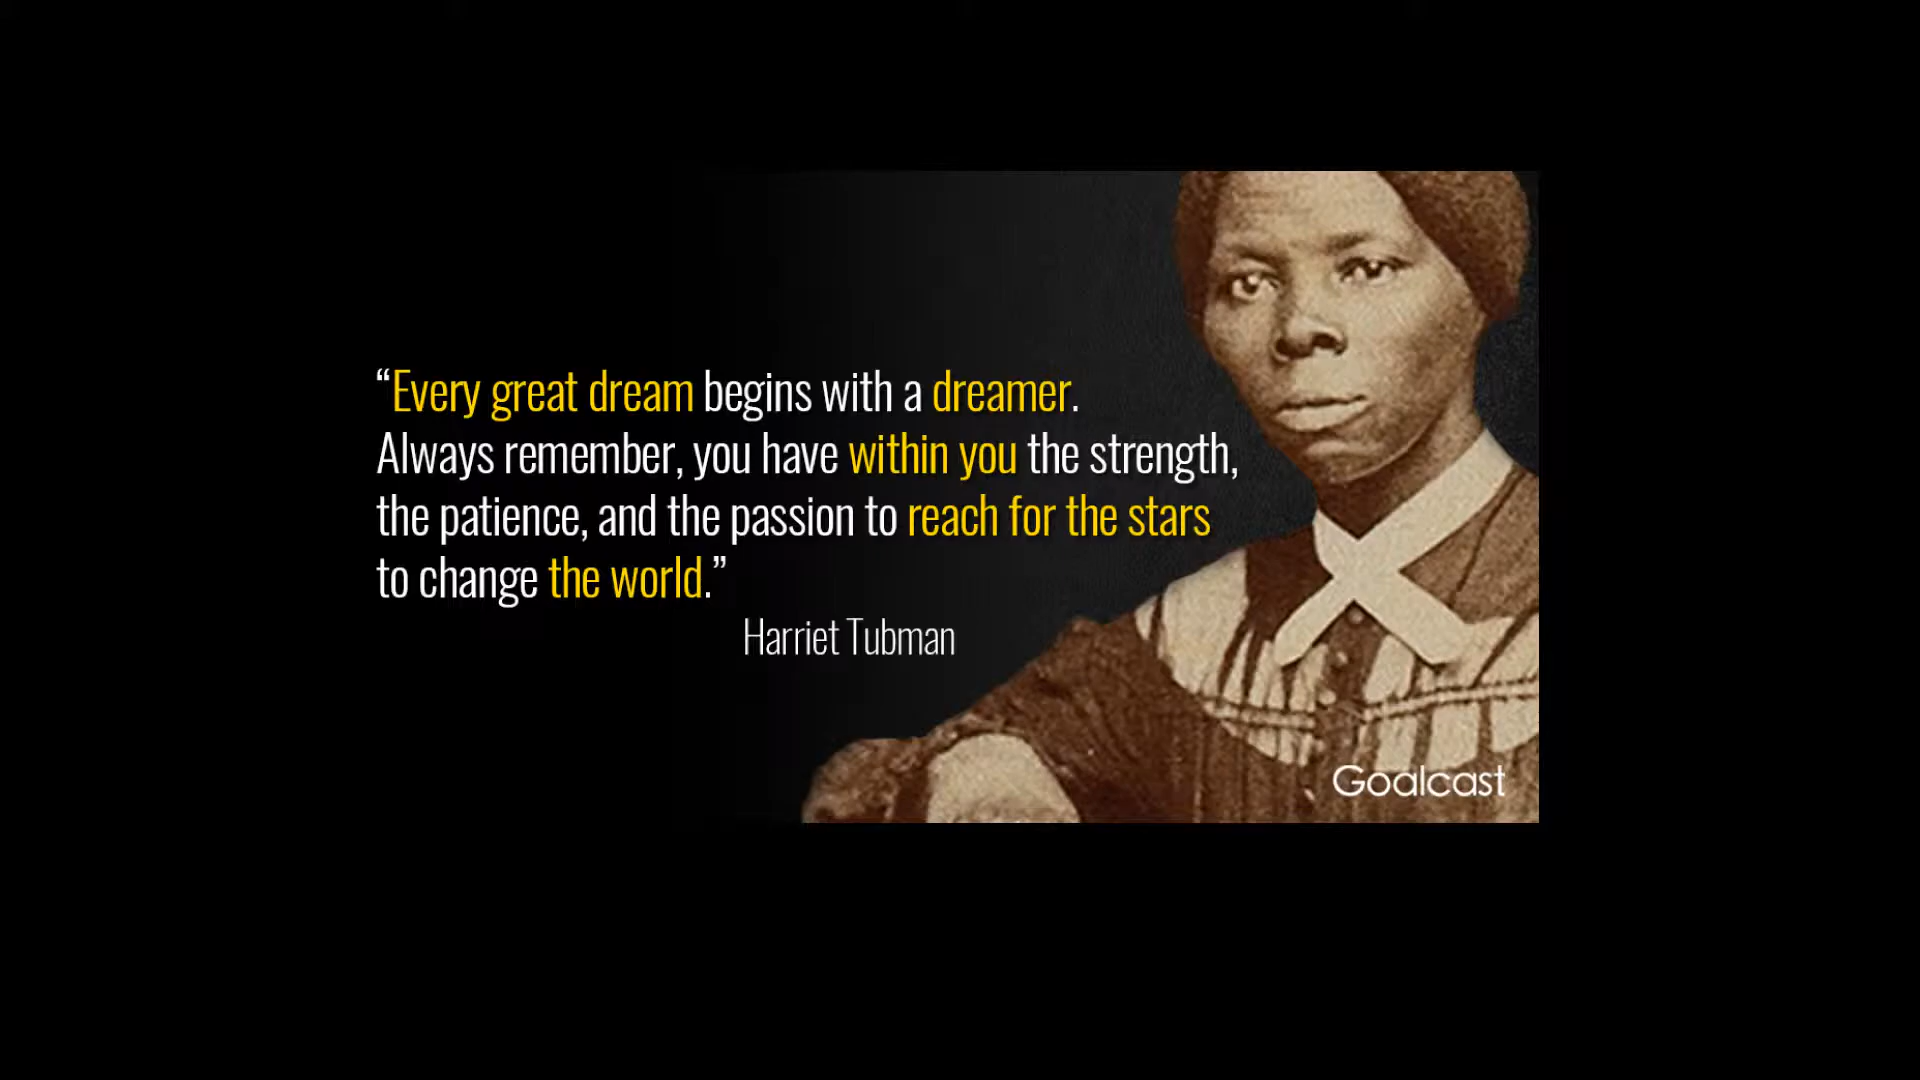 “Every great dream begins with a dreamer.
Always remember, you have within you the strength,
the patience, and the passion to reach for the stars
to change the world.”
Harriet Tubman
Goalcast